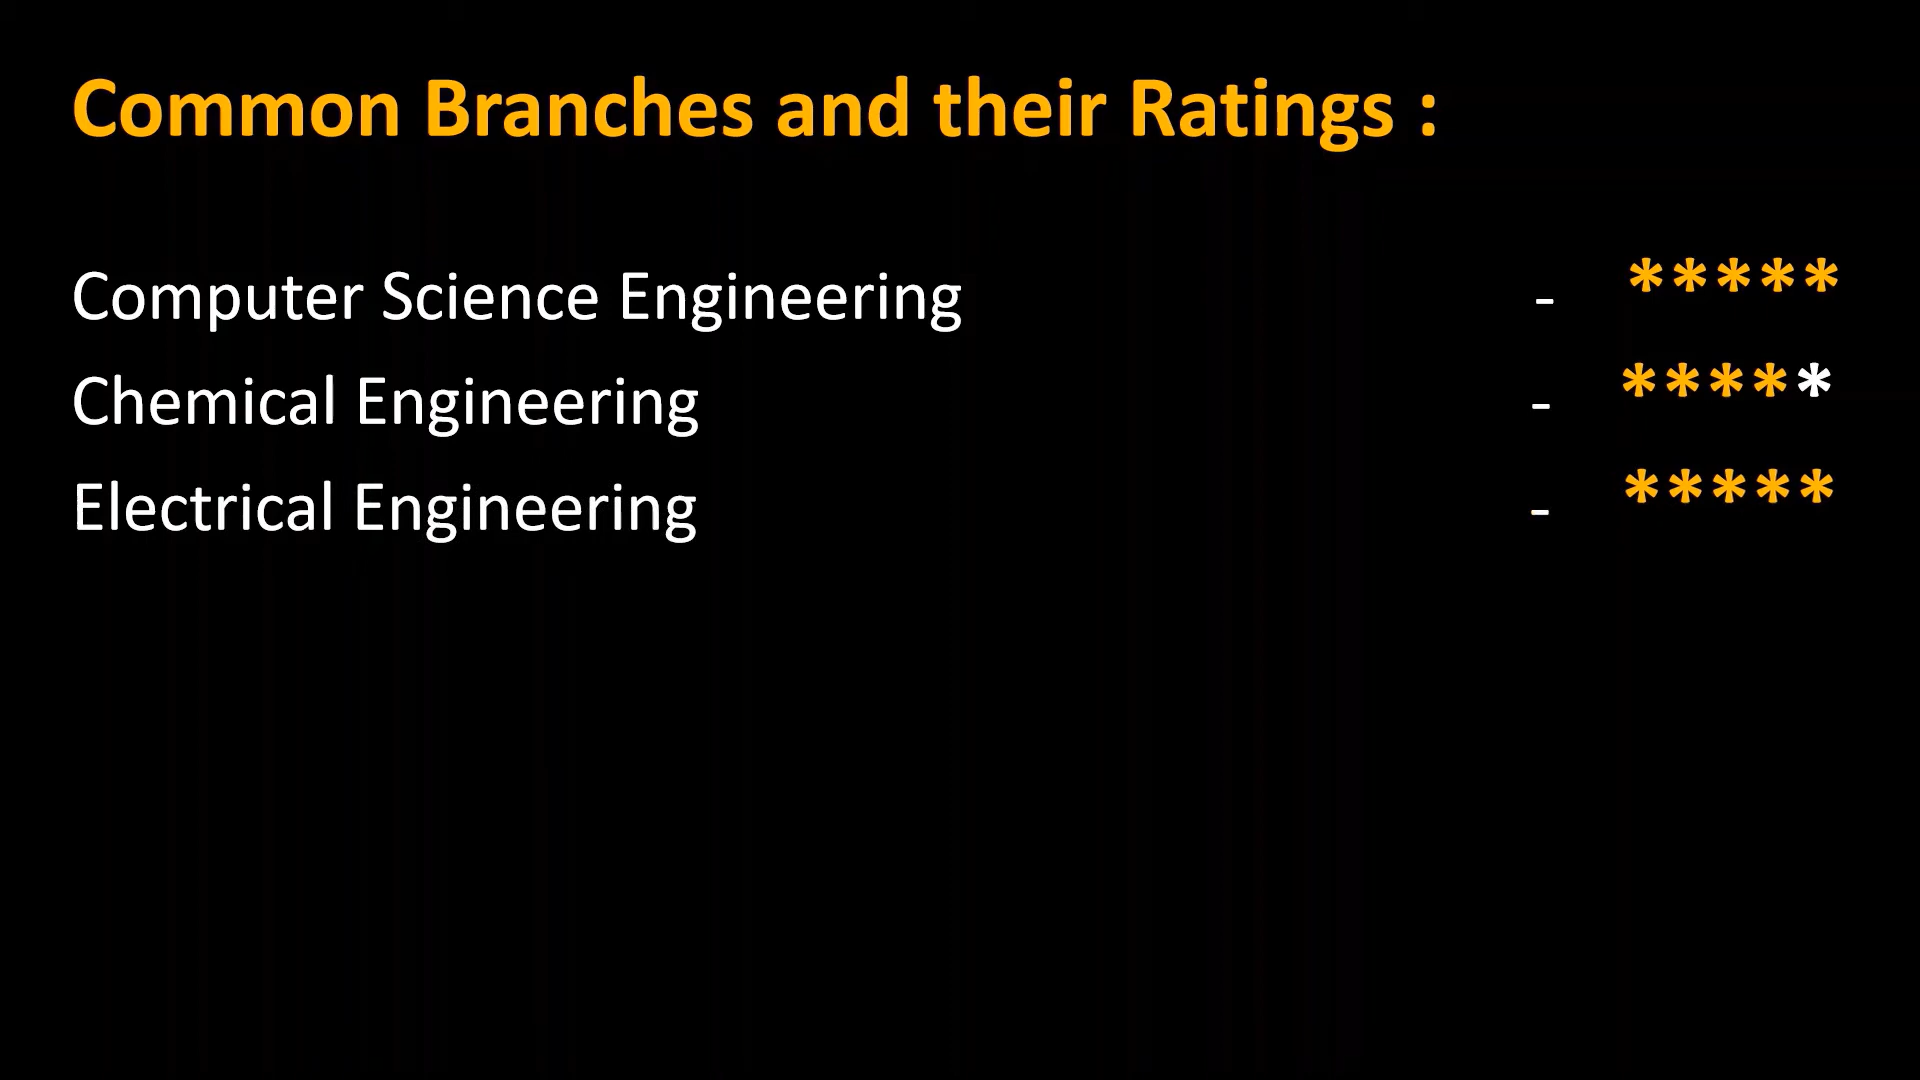 Common Branches and their Ratings :
Computer Science Engineering - *****
Chemical Engineering - *****
Electrical Engineering - *****